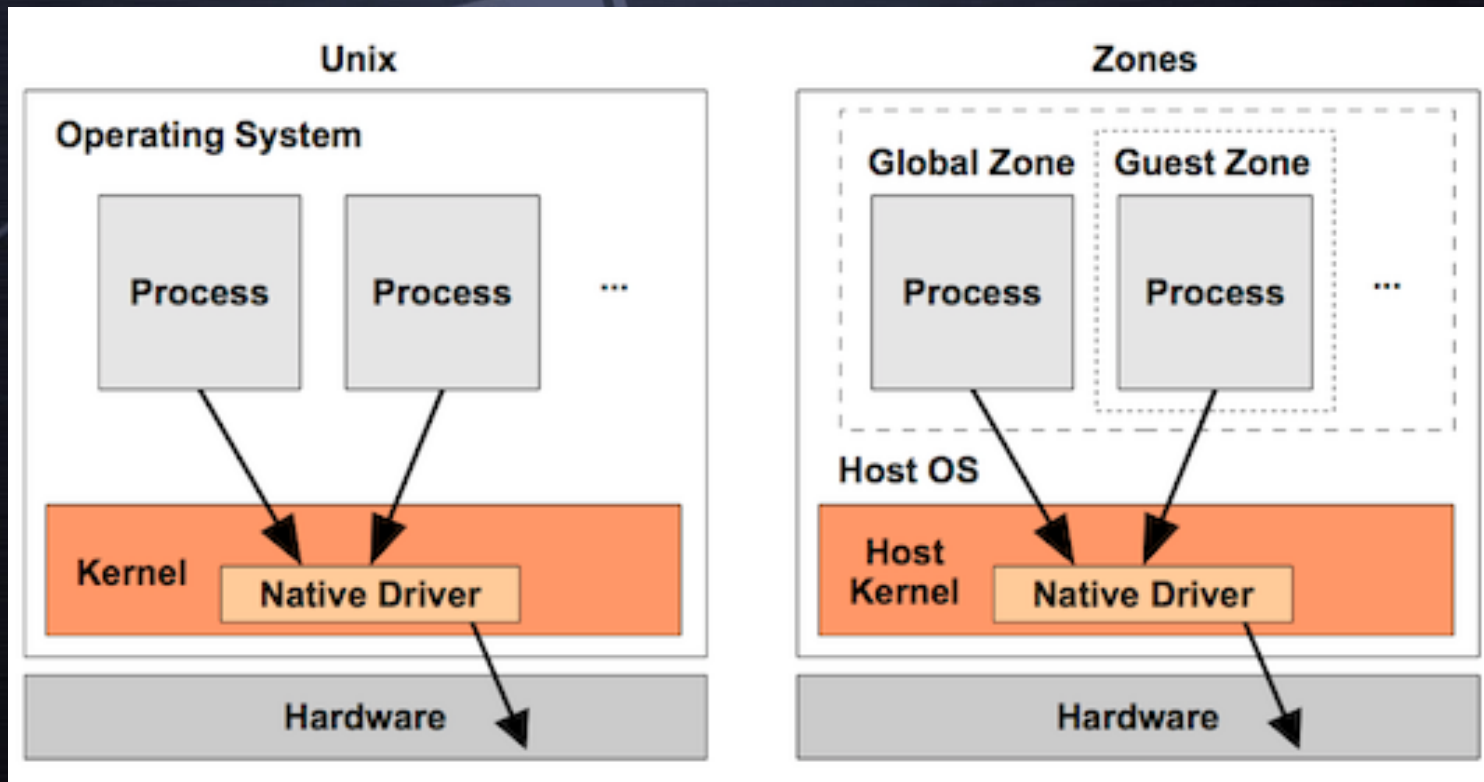 Unix
Operating System
Process
Process
...
Kernel
Native Driver
Hardware
Zones
Global Zone
Guest Zone
Process
Process
...
Host OS
Host
Kernel
Native Driver
Hardware